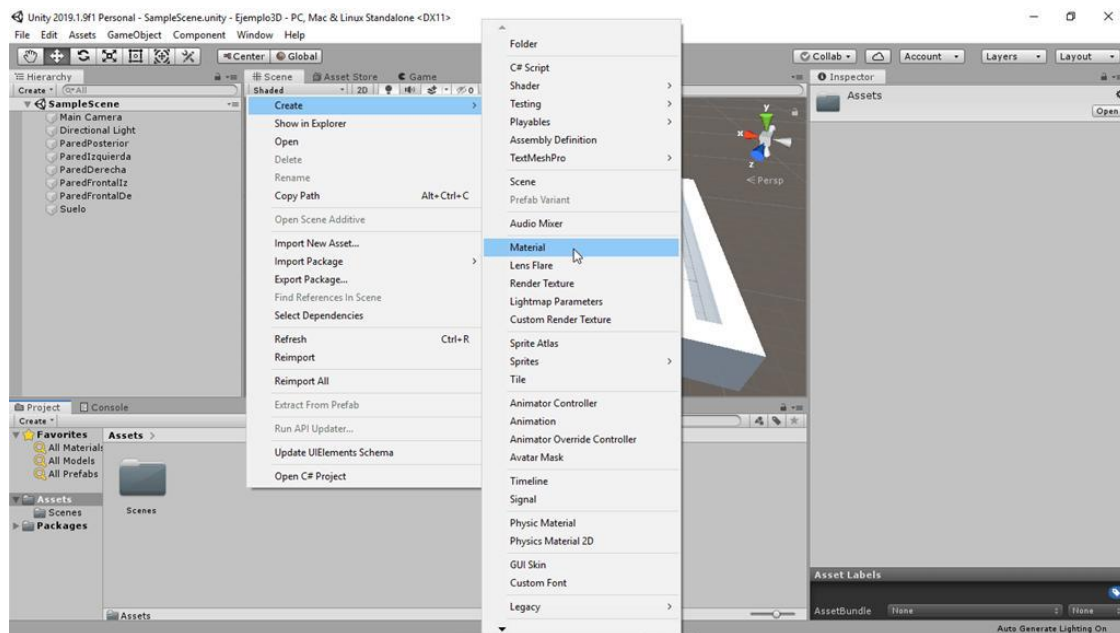 Unity 2019.1.9f1 Personal - SampleScene.unity - Ejemplo3D - PC, Mac & Linux Standalone <DX11>
File Edit Assets GameObject Component Window Help
Center Global
Collab Account Layers Layout
Hierarchy
Create All
SampleScene
Main Camera
Directional Light
ParedPosterior
ParedIzquierda
ParedDerecha
ParedFrontalIz
ParedFrontalDe
Suelo
Scene Asset Store Game
Shaded 2D 0
Create
Show in Explorer
Open
Delete
Rename
Copy Path Alt+Ctrl+C
Open Scene Additive
Import New Asset...
Import Package
Export Package...
Find References In Scene
Select Dependencies
Refresh Ctrl+R
Reimport
Reimport All
Extract From Prefab
Run API Updater...
Update UIElements Schema
Open C# Project
Folder
C# Script
Shader
Testing
Playables
Assembly Definition
TextMeshPro
Scene
Prefab Variant
Audio Mixer
Material
Lens Flare
Render Texture
Lightmap Parameters
Custom Render Texture
Sprite Atlas
Sprites
Tile
Animator Controller
Animation
Animator Override Controller
Avatar Mask
Timeline
Signal
Physic Material
Physics Material 2D
GUI Skin
Custom Font
Legacy
y
x
z
Persp
Inspector
Assets
Open
Project Console
Create
Favorites
All Materials
All Models
All Prefabs
Assets
Scenes
Packages
Assets >
Scenes
Assets
Asset Labels
AssetBundle None None
Auto Generate Lighting On